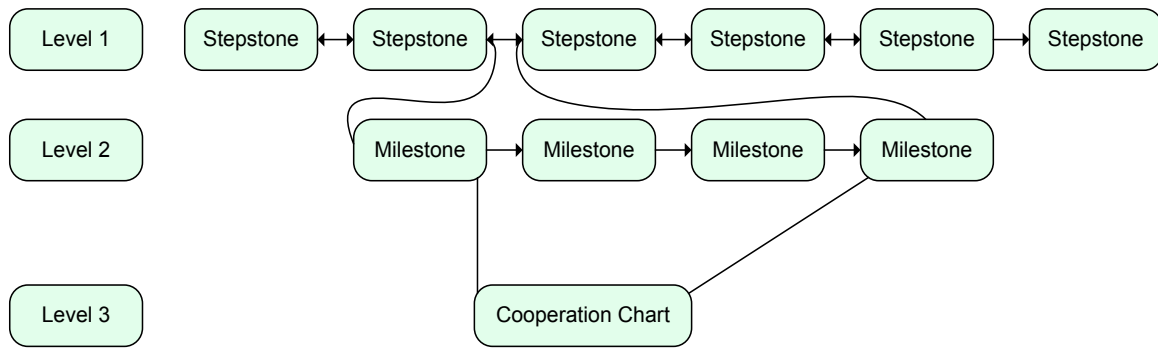 Level 1
Stepstone
Stepstone
Stepstone
Stepstone
Stepstone
Stepstone
Level 2
Milestone
Milestone
Milestone
Milestone
Level 3
Cooperation Chart